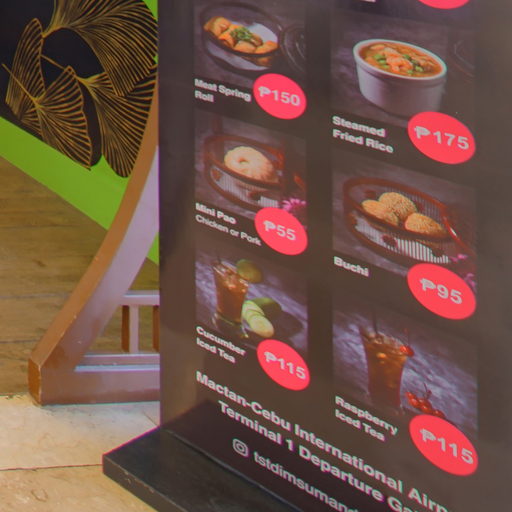 Meat Spring
Roll
₱150
Steamed
Fried Rice
₱175
Mini Pao
Chicken or Pork
₱55
Buchi
₱95
Cucumber
Iced Tea
₱115
Raspberry
Iced Tea
₱115
Mactan-Cebu International
Terminal 1 Departure